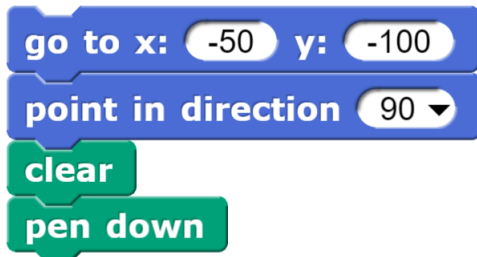 go to x: -50 y: -100
point in direction 90
clear
pen down